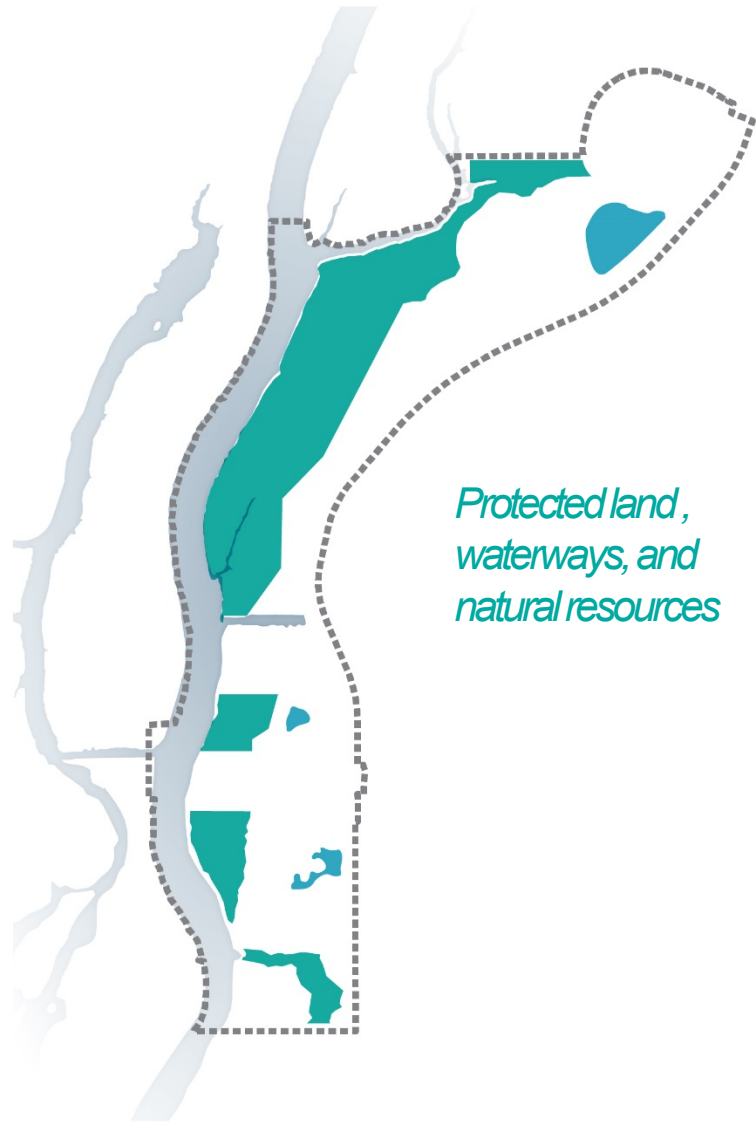 Protected land ,
waterways, and
natural resources